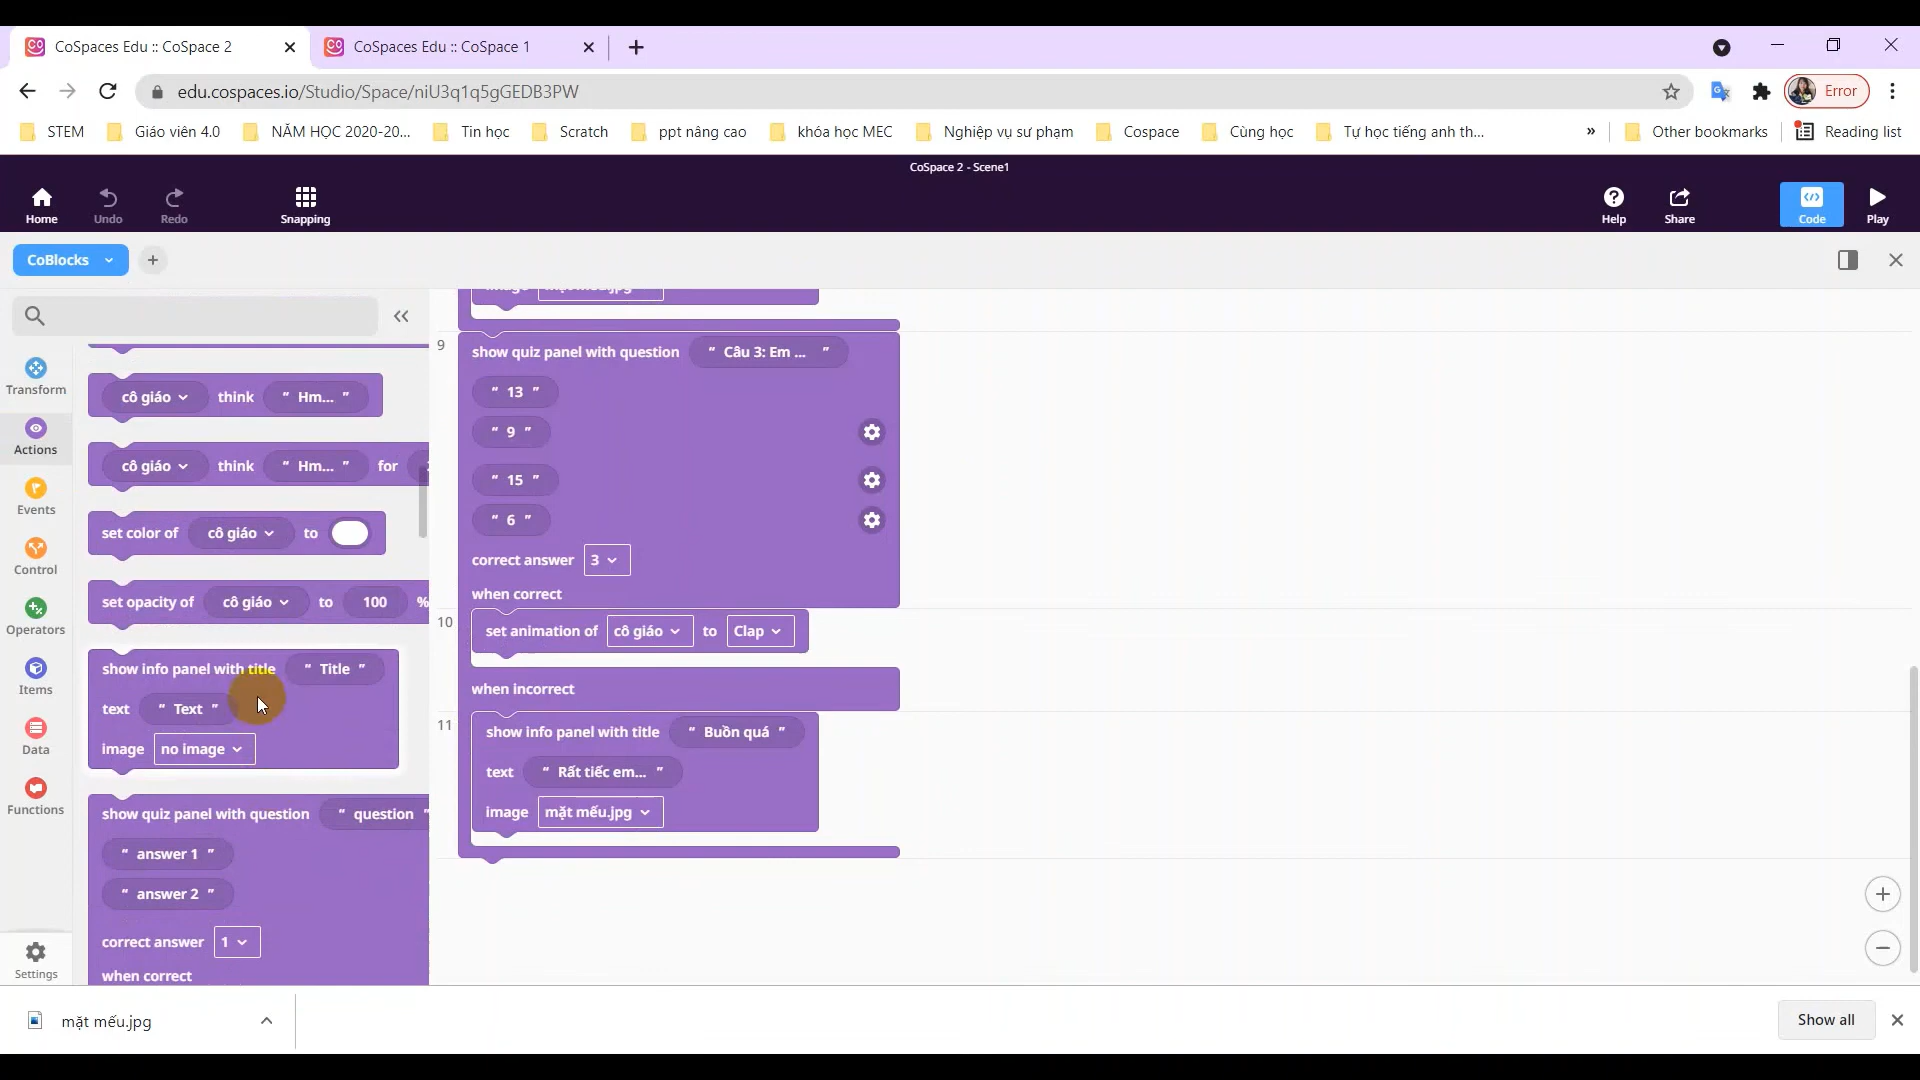 CoSpaces Edu :: CoSpace 2
CoSpaces Edu :: CoSpace 1
edu.cospaces.io/Studio/Space/niU3q1q5gGEDB3PW
Error
STEM
Giáo viên 4.0
NĂM HỌC 2020-20...
Tin học
Scratch
ppt nâng cao
khóa học MEC
Nghiệp vụ sư phạm
Cospace
Cùng học
Tự học tiếng anh th...
»
Other bookmarks
Reading list
CoSpace 2 - Scene1
Home
Undo
Redo
Snapping
Help
Share
Code
Play
CoBlocks
Transform
Actions
Events
Control
Operators
Items
Data
Functions
Settings
cô giáo think " Hm... "
cô giáo think " Hm... " for
set color of cô giáo to
set opacity of cô giáo to 100 %
show info panel with title " Title "
text " Text "
image no image
show quiz panel with question " question "
" answer 1 "
" answer 2 "
correct answer 1
when correct
9 show quiz panel with question " Câu 3: Em ... "
" 13 "
" 9 "
" 15 "
" 6 "
correct answer 3
when correct
10 set animation of cô giáo to Clap
when incorrect
11 show info panel with title " Buồn quá "
text " Rất tiếc em... "
image mặt mếu.jpg
mặt mếu.jpg
Show all